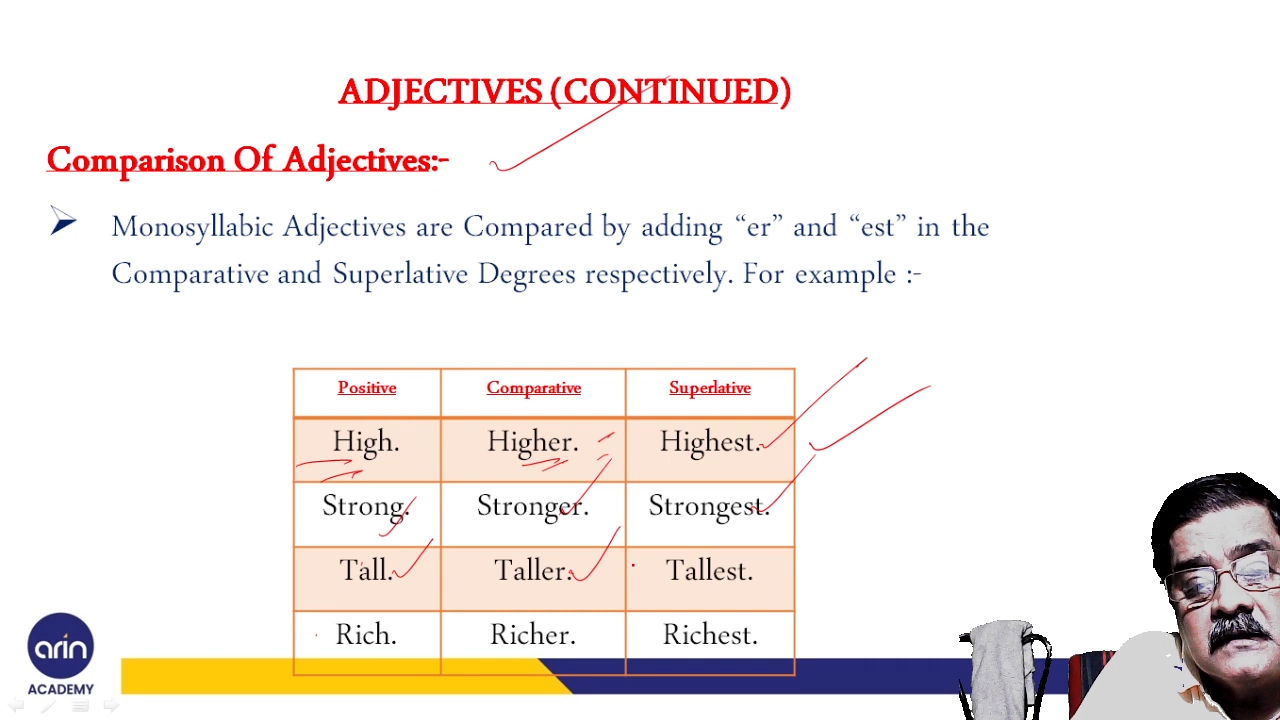 ADJECTIVES (CONTINUED)
Comparison Of Adjectives:-
Monosyllabic Adjectives are Compared by adding “er” and “est” in the
Comparative and Superlative Degrees respectively. For example :-
Positive Comparative Superlative
High. Higher. Highest.
Strong. Stronger. Strongest.
Tall. Taller. Tallest.
Rich. Richer. Richest.
arin
ACADEMY